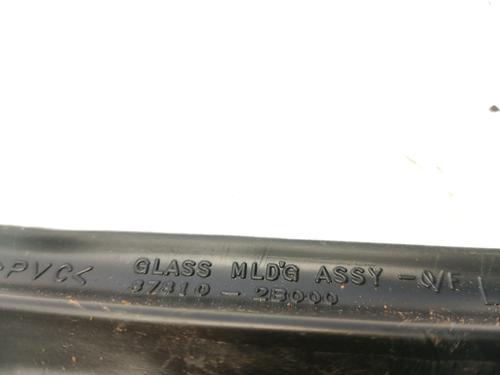 >PVC< GLASS MLD'G ASSY - O/F
87810 - 2B000